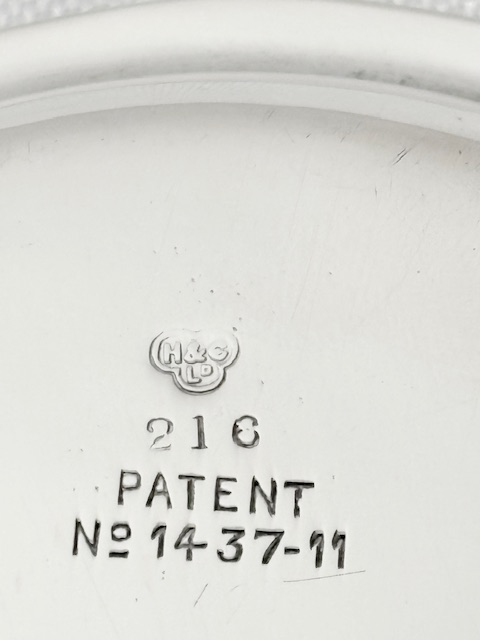 H&C
LD
216
PATENT
No 1437-11